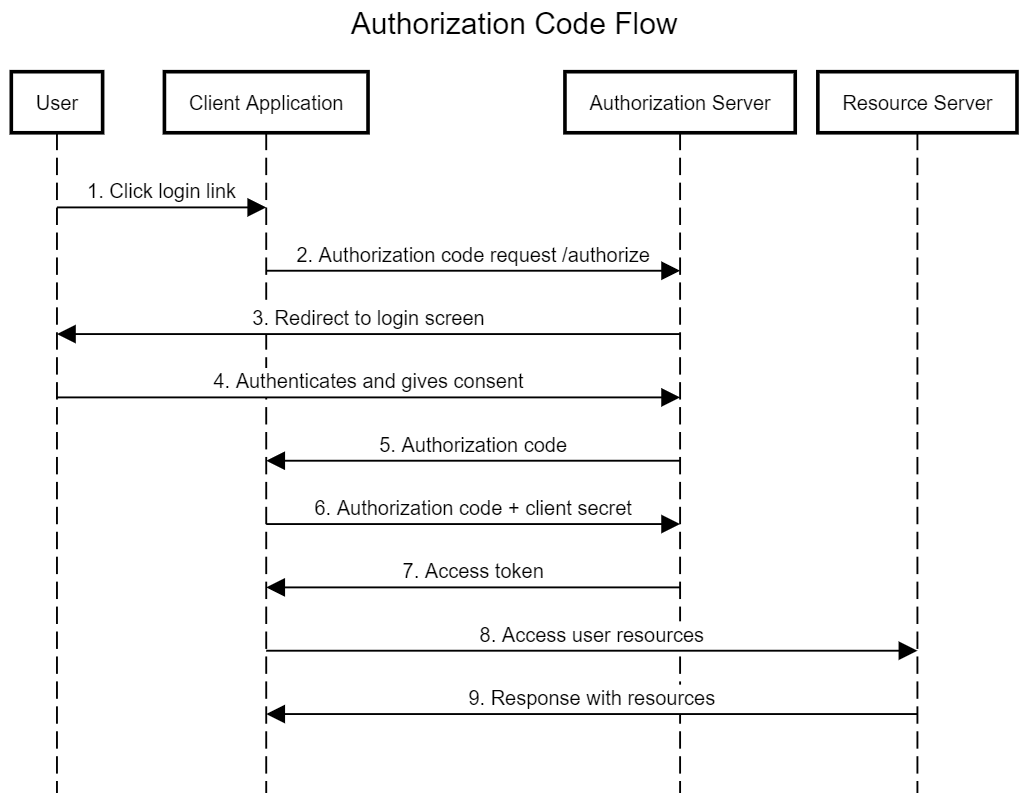 Authorization Code Flow
User
Client Application
Authorization Server
Resource Server
1. Click login link
2. Authorization code request /authorize
3. Redirect to login screen
4. Authenticates and gives consent
5. Authorization code
6. Authorization code + client secret
7. Access token
8. Access user resources
9. Response with resources